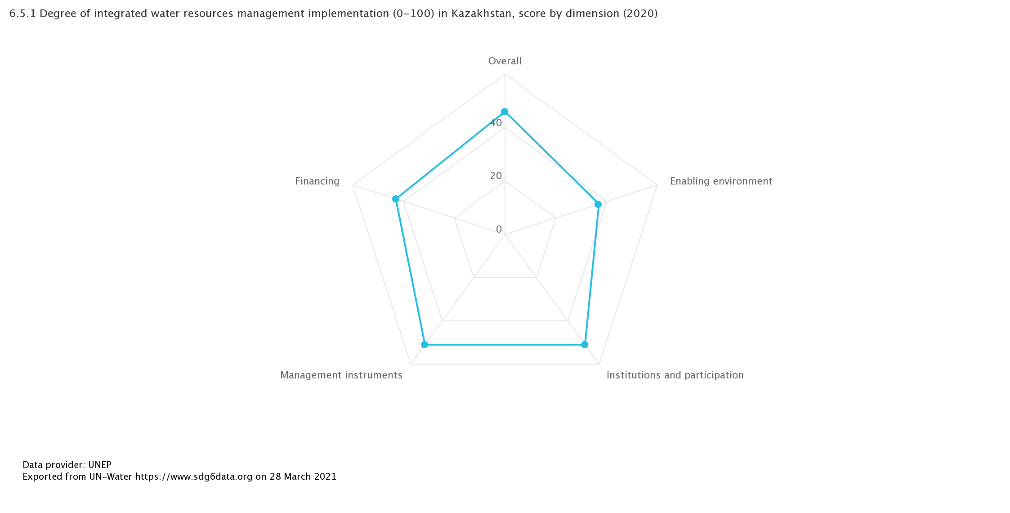 6.5.1 Degree of integrated water resources management implementation (0–100) in Kazakhstan, score by dimension (2020)
Overall
40
20
0
Financing
Enabling environment
Management instruments
Institutions and participation
Data provider: UNEP
Exported from UN–Water https://www.sdg6data.org on 28 March 2021